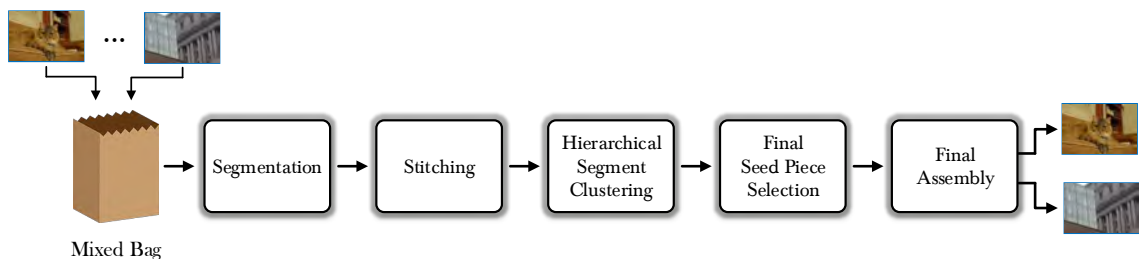 ...
Mixed Bag
Segmentation
Stitching
Hierarchical
Segment
Clustering
Final
Seed Piece
Selection
Final
Assembly